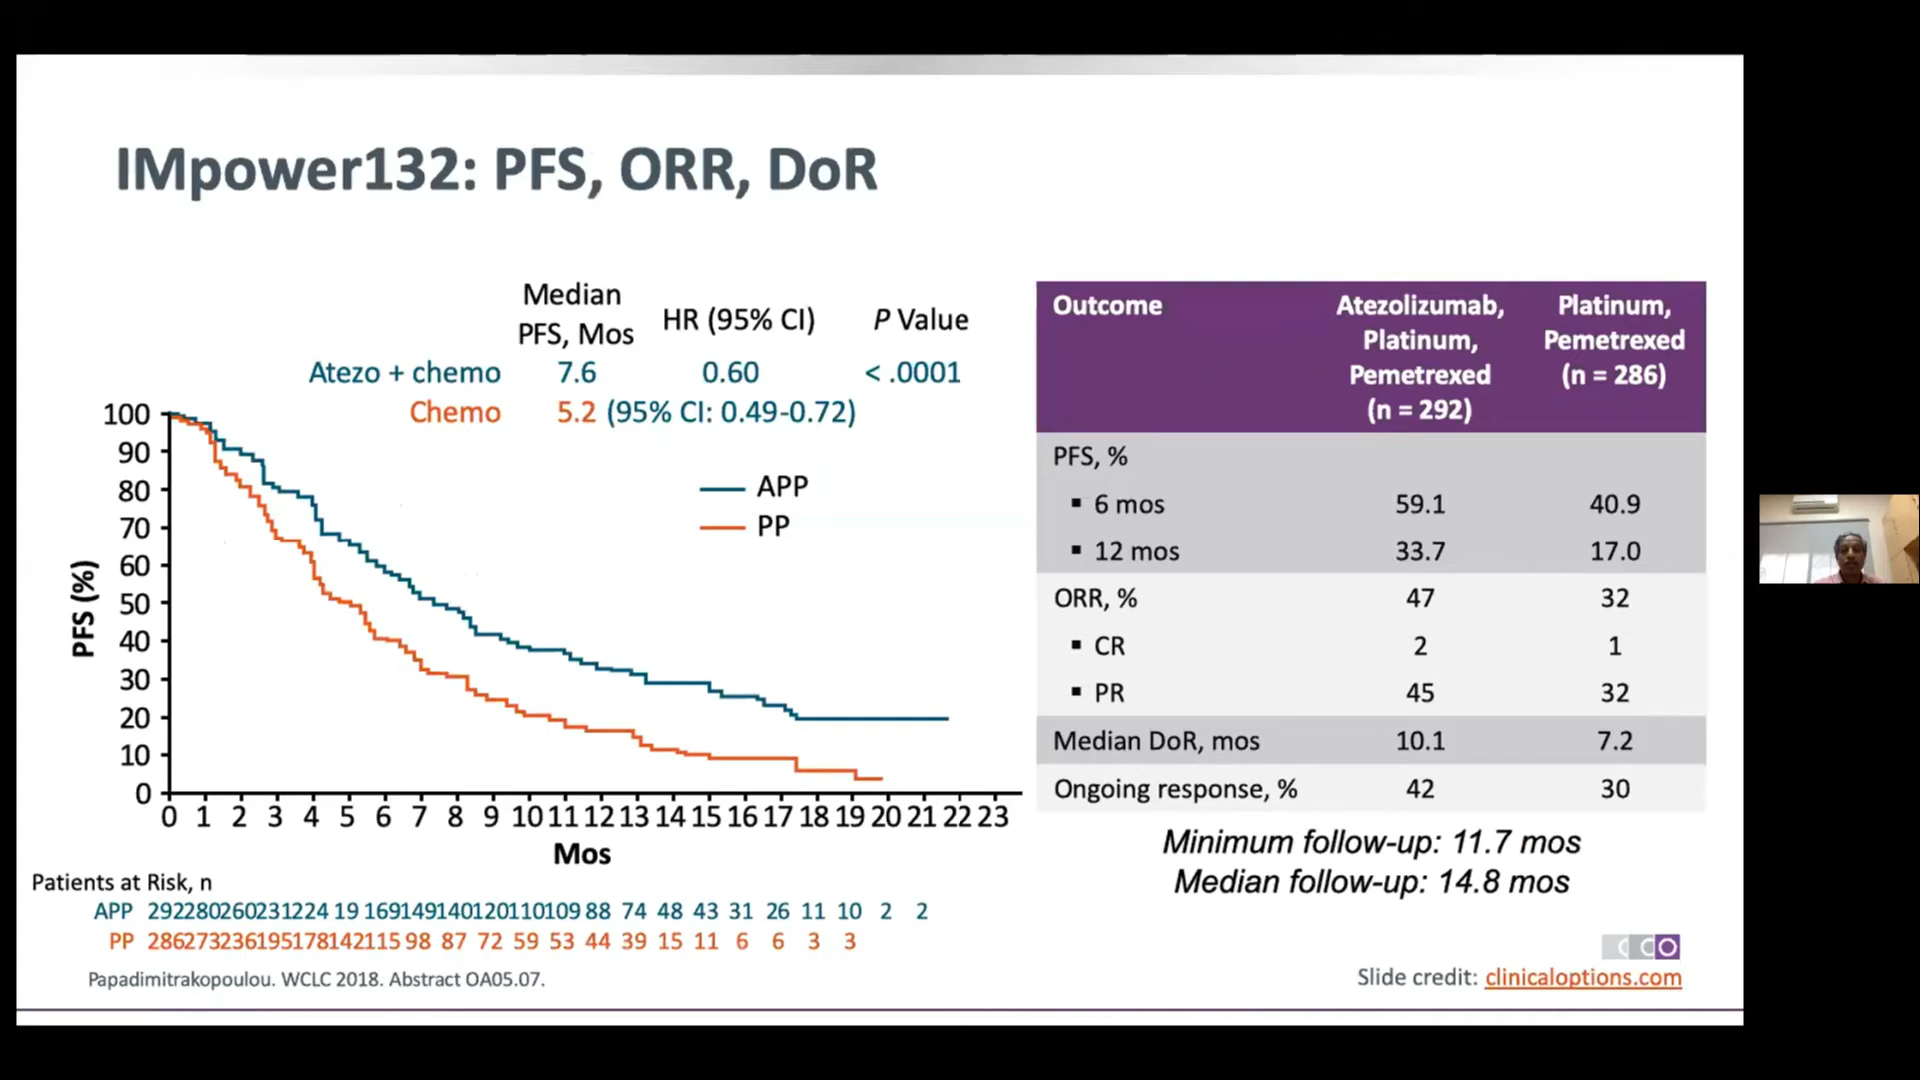 IMpower132: PFS, ORR, DoR
Median
PFS, Mos
HR (95% CI)
P Value
Atezo + chemo 7.6 0.60 < .0001
Chemo 5.2 (95% CI: 0.49-0.72)
APP
PP
PFS (%)
100
90
80
70
60
50
40
30
20
10
0
0 1 2 3 4 5 6 7 8 9 10 11 12 13 14 15 16 17 18 19 20 21 22 23
Mos
Patients at Risk, n
APP 292 280 260 231 224 19 169 149 140 120 110 109 88 74 48 43 31 26 11 10 2 2
PP 286 273 236 195 178 142 115 98 87 72 59 53 44 39 15 11 6 6 3 3
Papadimitrakopoulou. WCLC 2018. Abstract OA05.07.
Outcome
Atezolizumab,
Platinum,
Pemetrexed
(n = 292)
Platinum,
Pemetrexed
(n = 286)
PFS, %
▪ 6 mos 59.1 40.9
▪ 12 mos 33.7 17.0
ORR, % 47 32
▪ CR 2 1
▪ PR 45 32
Median DoR, mos 10.1 7.2
Ongoing response, % 42 30
Minimum follow-up: 11.7 mos
Median follow-up: 14.8 mos
CCO
Slide credit: clinicaloptions.com